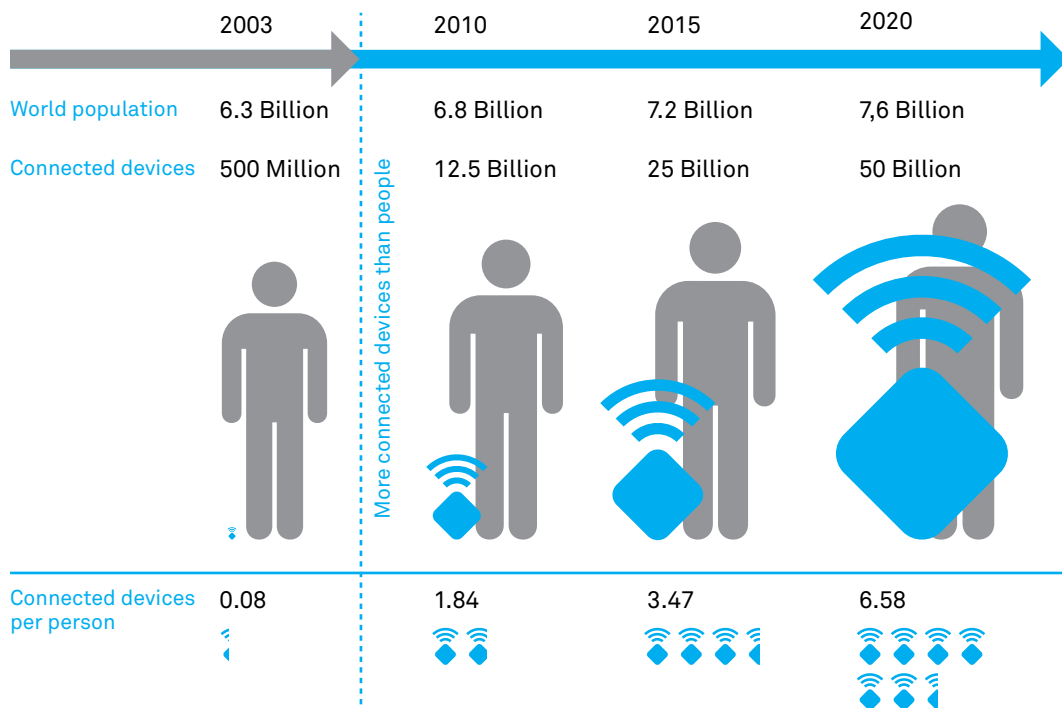 2003 2010 2015 2020
World population 6.3 Billion 6.8 Billion 7.2 Billion 7,6 Billion
Connected devices 500 Million 12.5 Billion 25 Billion 50 Billion
More connected devices than people
Connected devices
per person 0.08 1.84 3.47 6.58